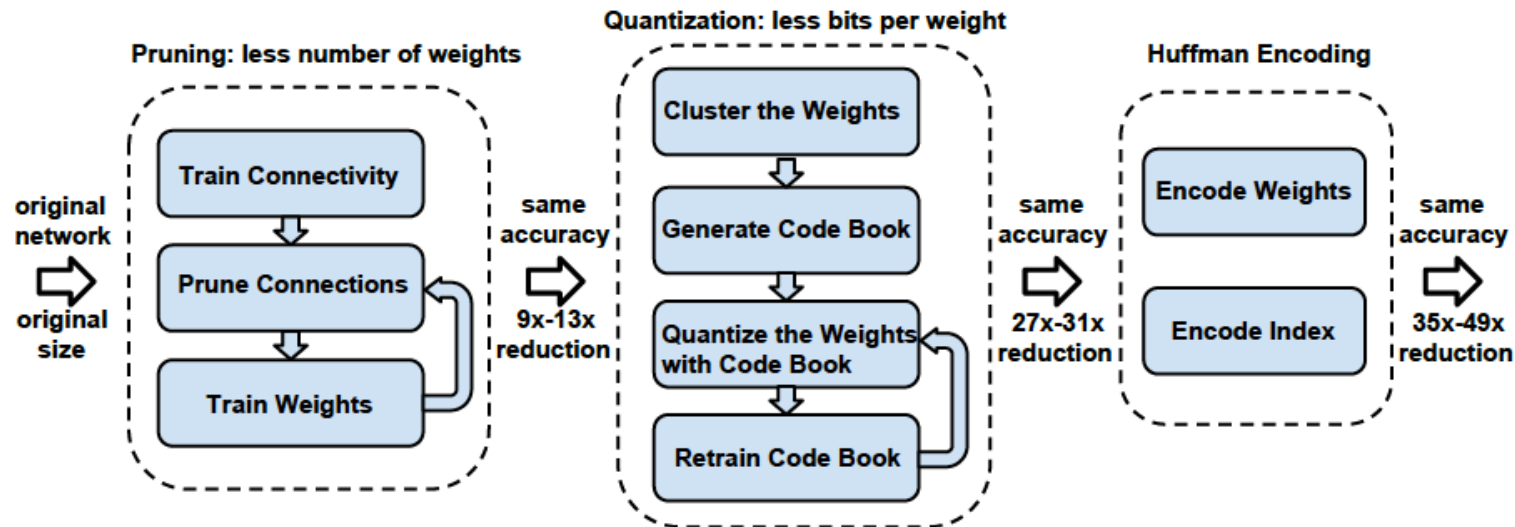 original
network
original
size
Pruning: less number of weights
Train Connectivity
Prune Connections
Train Weights
same
accuracy
9x-13x
reduction
Quantization: less bits per weight
Cluster the Weights
Generate Code Book
Quantize the Weights
with Code Book
Retrain Code Book
same
accuracy
27x-31x
reduction
Huffman Encoding
Encode Weights
Encode Index
same
accuracy
35x-49x
reduction